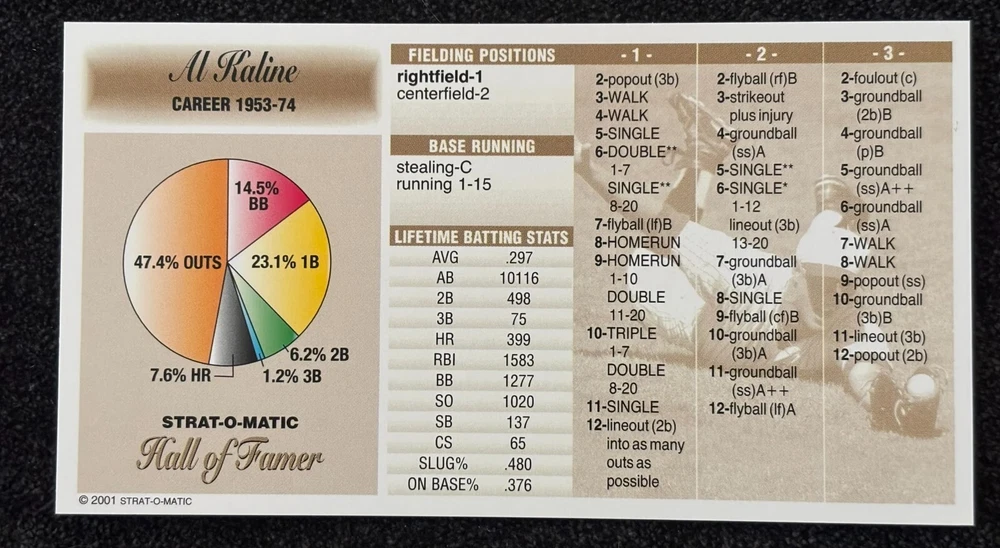 Al Kaline
CAREER 1953-74
14.5%
BB
47.4% OUTS
23.1% 1B
6.2% 2B
7.6% HR
1.2% 3B
STRAT-O-MATIC
Hall of Famer
© 2001 STRAT-O-MATIC
FIELDING POSITIONS
rightfield-1
centerfield-2
BASE RUNNING
stealing-C
running 1-15
LIFETIME BATTING STATS
AVG .297
AB 10116
2B 498
3B 75
HR 399
RBI 1583
BB 1277
SO 1020
SB 137
CS 65
SLUG% .480
ON BASE% .376
- 1 -
2-popout (3b)
3-WALK
4-WALK
5-SINGLE
6-DOUBLE**
1-7
SINGLE**
8-20
7-flyball (lf)B
8-HOMERUN
9-HOMERUN
1-10
DOUBLE
11-20
10-TRIPLE
1-7
DOUBLE
8-20
11-SINGLE
12-lineout (2b)
into as many
outs as
possible
- 2 -
2-flyball (rf)B
3-strikeout
plus injury
4-groundball
(ss)A
5-SINGLE**
6-SINGLE*
1-12
lineout (3b)
13-20
7-groundball
(3b)A
8-SINGLE
9-flyball (cf)B
10-groundball
(3b)A
11-groundball
(ss)A++
12-flyball (lf)A
- 3 -
2-foulout (c)
3-groundball
(2b)B
4-groundball
(p)B
5-groundball
(ss)A++
6-groundball
(ss)A
7-WALK
8-WALK
9-popout (ss)
10-groundball
(3b)B
11-lineout (3b)
12-popout (2b)